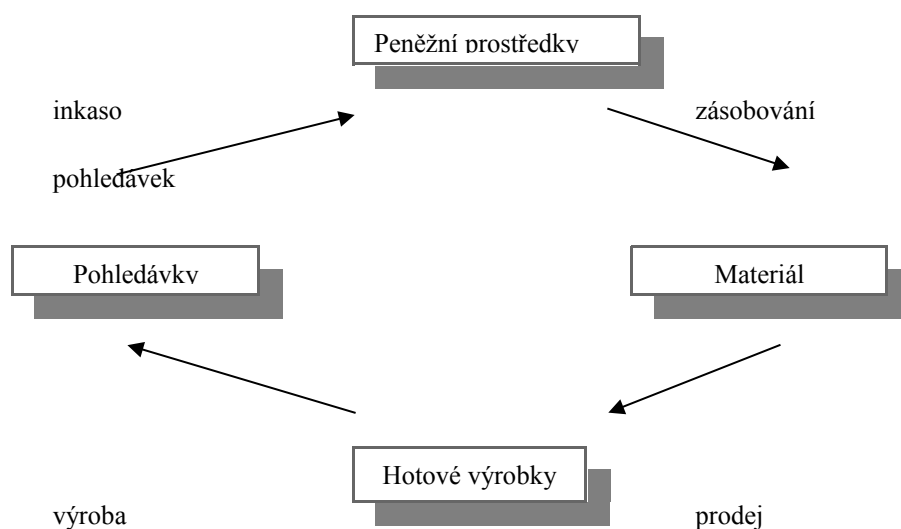 Peněžní prostředky
inkaso
zásobování
pohledávek
Pohledávky
Materiál
Hotové výrobky
výroba
prodej